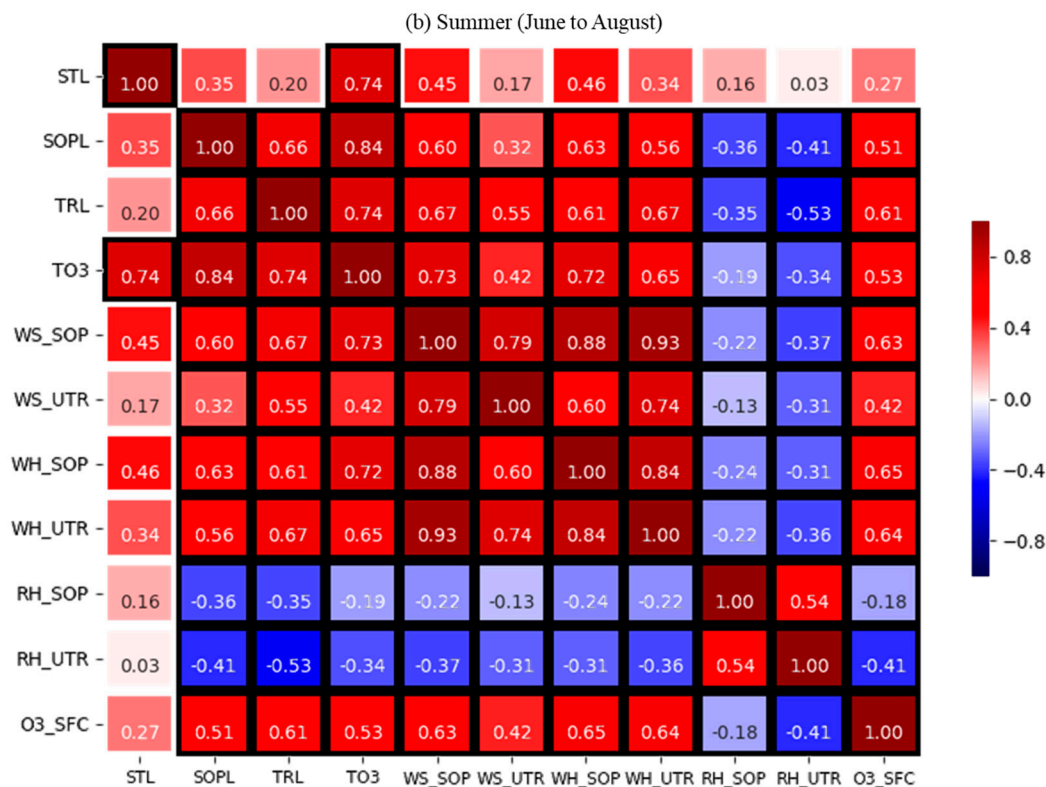 (b) Summer (June to August)
STL 1.00 0.35 0.20 0.74 0.45 0.17 0.46 0.34 0.16 0.03 0.27
SOPL 0.35 1.00 0.66 0.84 0.60 0.32 0.63 0.56 -0.36 -0.41 0.51
TRL 0.20 0.66 1.00 0.74 0.67 0.55 0.61 0.67 -0.35 -0.53 0.61
TO3 0.74 0.84 0.74 1.00 0.73 0.42 0.72 0.65 -0.19 -0.34 0.53
WS_SOP 0.45 0.60 0.67 0.73 1.00 0.79 0.88 0.93 -0.22 -0.37 0.63
WS_UTR 0.17 0.32 0.55 0.42 0.79 1.00 0.60 0.74 -0.13 -0.31 0.42
WH_SOP 0.46 0.63 0.61 0.72 0.88 0.60 1.00 0.84 -0.24 -0.31 0.65
WH_UTR 0.34 0.56 0.67 0.65 0.93 0.74 0.84 1.00 -0.22 -0.36 0.64
RH_SOP 0.16 -0.36 -0.35 -0.19 -0.22 -0.13 -0.24 -0.22 1.00 0.54 -0.18
RH_UTR 0.03 -0.41 -0.53 -0.34 -0.37 -0.31 -0.31 -0.36 0.54 1.00 -0.41
O3_SFC 0.27 0.51 0.61 0.53 0.63 0.42 0.65 0.64 -0.18 -0.41 1.00
STL SOPL TRL TO3 WS_SOP WS_UTR WH_SOP WH_UTR RH_SOP RH_UTR O3_SFC
0.8
0.4
0.0
−0.4
−0.8